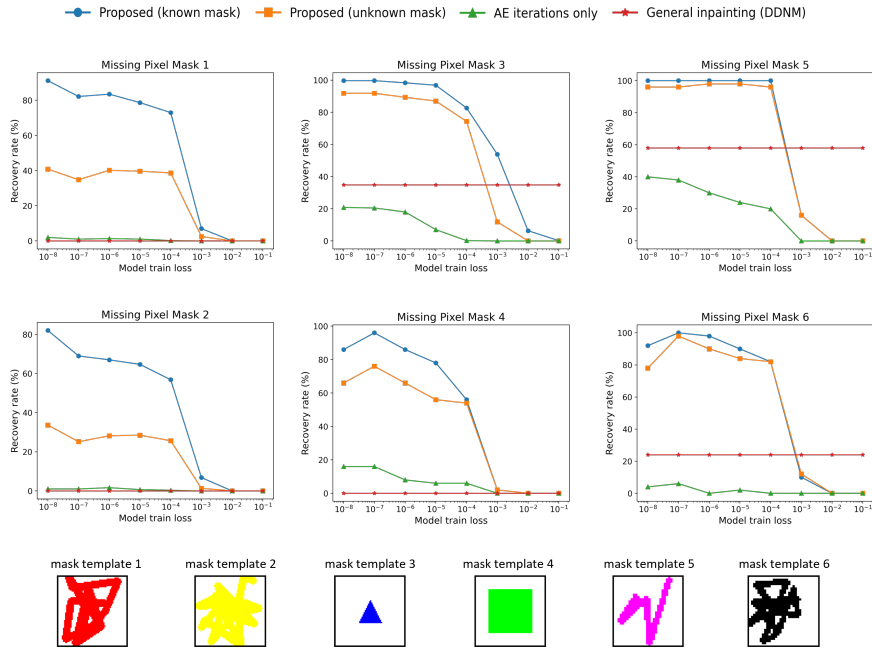 Proposed (known mask) Proposed (unknown mask) AE iterations only General inpainting (DDNM)
Missing Pixel Mask 1
Recovery rate (%)
80
60
40
20
0
10⁻⁸ 10⁻⁷ 10⁻⁶ 10⁻⁵ 10⁻⁴ 10⁻³ 10⁻² 10⁻¹
Model train loss
Missing Pixel Mask 3
Recovery rate (%)
100
80
60
40
20
0
10⁻⁸ 10⁻⁷ 10⁻⁶ 10⁻⁵ 10⁻⁴ 10⁻³ 10⁻² 10⁻¹
Model train loss
Missing Pixel Mask 5
Recovery rate (%)
100
80
60
40
20
0
10⁻⁸ 10⁻⁷ 10⁻⁶ 10⁻⁵ 10⁻⁴ 10⁻³ 10⁻² 10⁻¹
Model train loss
Missing Pixel Mask 2
Recovery rate (%)
80
60
40
20
0
10⁻⁸ 10⁻⁷ 10⁻⁶ 10⁻⁵ 10⁻⁴ 10⁻³ 10⁻² 10⁻¹
Model train loss
Missing Pixel Mask 4
Recovery rate (%)
100
80
60
40
20
0
10⁻⁸ 10⁻⁷ 10⁻⁶ 10⁻⁵ 10⁻⁴ 10⁻³ 10⁻² 10⁻¹
Model train loss
Missing Pixel Mask 6
Recovery rate (%)
100
80
60
40
20
0
10⁻⁸ 10⁻⁷ 10⁻⁶ 10⁻⁵ 10⁻⁴ 10⁻³ 10⁻² 10⁻¹
Model train loss
mask template 1 mask template 2 mask template 3 mask template 4 mask template 5 mask template 6